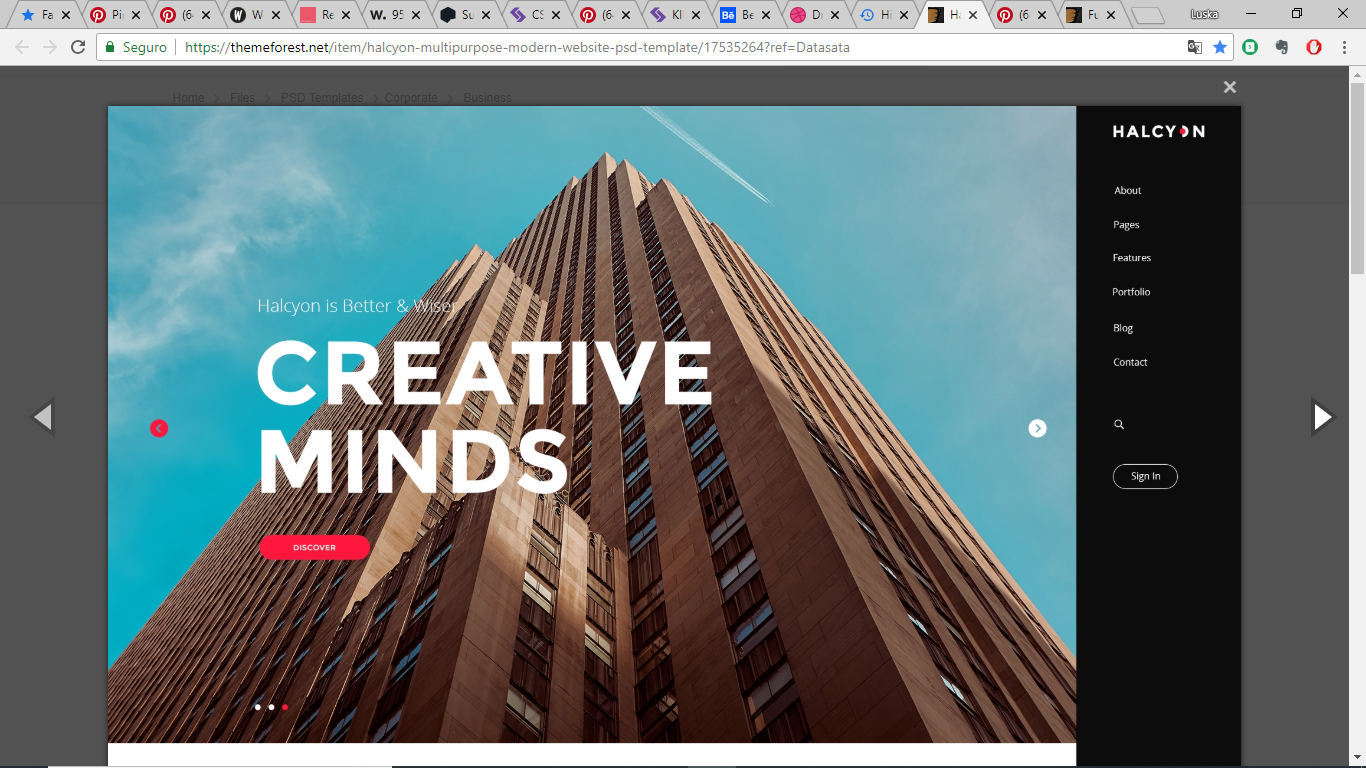 Fa
Pin
(6
W
Re
W. 95
Su
CS
(6
Kl
Bē Be
Dr
Hi
Ha
(6
Fu
Luska
Seguro
https://themeforest.net/item/halcyon-multipurpose-modern-website-psd-template/17535264?ref=Datasata
Home > Files > PSD Templates > Corporate > Business
HALCYON
About
Pages
Features
Portfolio
Blog
Contact
Sign In
Halcyon is Better & Wiser
CREATIVE
MINDS
DISCOVER